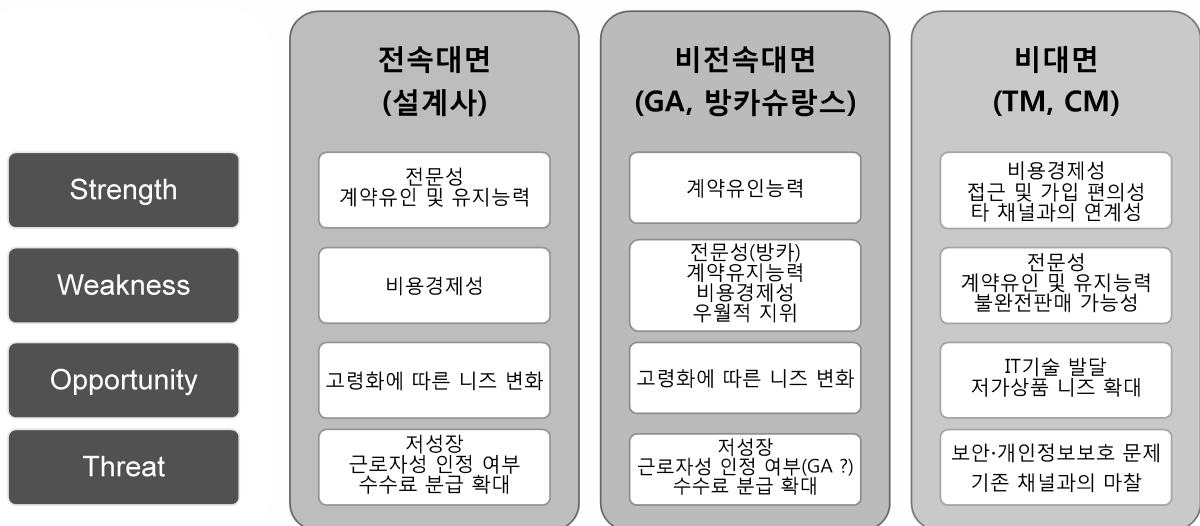 전속대면
(설계사)
비전속대면
(GA, 방카슈랑스)
비대면
(TM, CM)
Strength
전문성
계약유인 및 유지능력
계약유인능력
비용경제성
접근 및 가입 편의성
타 채널과의 연계성
Weakness
비용경제성
전문성(방카)
계약유지능력
비용경제성
우월적 지위
전문성
계약유인 및 유지능력
불완전판매 가능성
Opportunity
고령화에 따른 니즈 변화
고령화에 따른 니즈 변화
IT기술 발달
저가상품 니즈 확대
Threat
저성장
근로자성 인정 여부
수수료 분급 확대
저성장
근로자성 인정 여부(GA ?)
수수료 분급 확대
보안·개인정보보호 문제
기존 채널과의 마찰